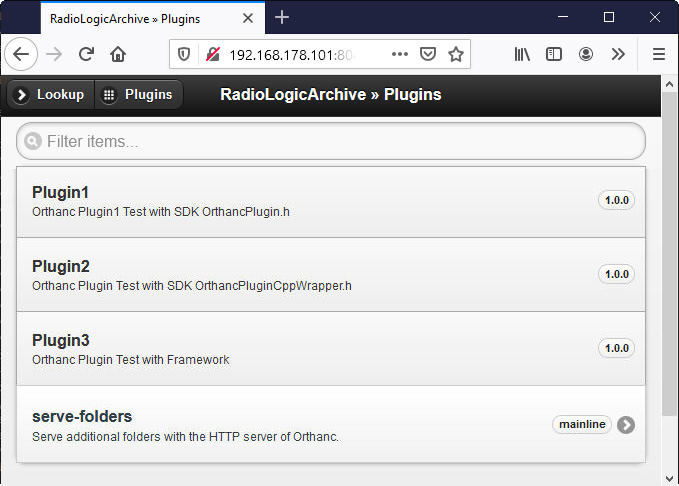 RadioLogicArchive » Plugins
192.168.178.101:80
Lookup
Plugins
RadioLogicArchive » Plugins
Filter items...
Plugin1
1.0.0
Orthanc Plugin1 Test with SDK OrthancPlugin.h
Plugin2
1.0.0
Orthanc Plugin Test with SDK OrthancPluginCppWrapper.h
Plugin3
1.0.0
Orthanc Plugin Test with Framework
serve-folders
mainline
Serve additional folders with the HTTP server of Orthanc.